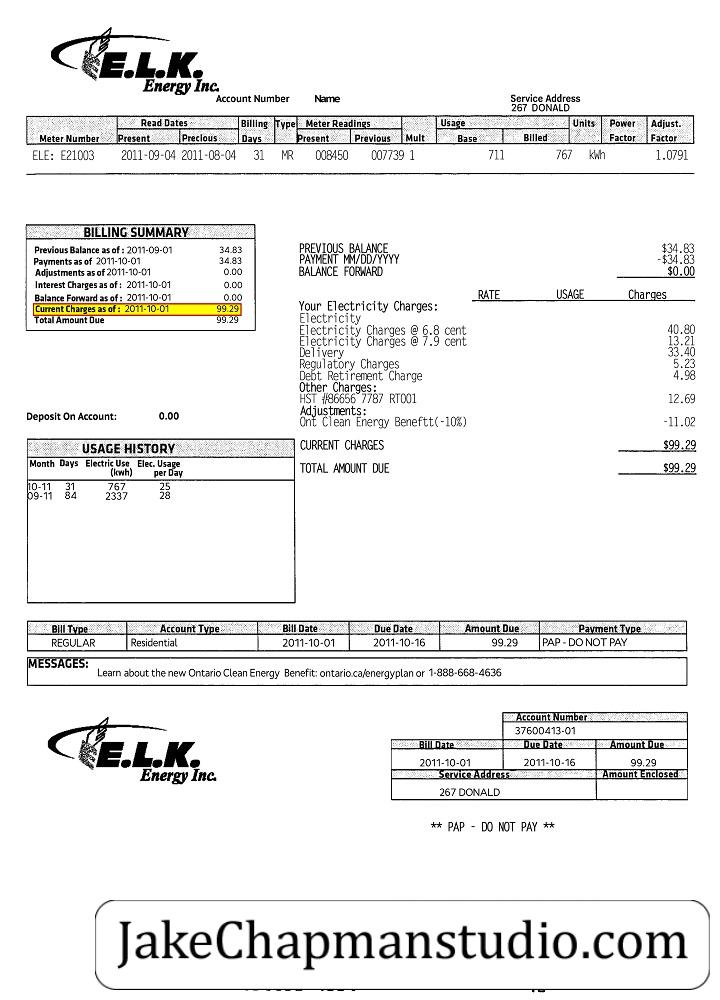 E.L.K.
Energy Inc.
Account Number Name Service Address
267 DONALD
Read Dates Billing Type Meter Readings Usage Units Power Adjust.
Meter Number Present Precious Days Present Previous Mult Base Billed Factor Factor
ELE: E21003 2011-09-04 2011-08-04 31 MR 008450 007739 1 711 767 kWh 1.0791
BILLING SUMMARY
Previous Balance as of : 2011-09-01 34.83
Payments as of 2011-10-01 34.83
Adjustments as of 2011-10-01 0.00
Interest Charges as of : 2011-10-01 0.00
Balance Forward as of : 2011-10-01 0.00
Current Charges as of : 2011-10-01 99.29
Total Amount Due 99.29
PREVIOUS BALANCE $34.83
PAYMENT MM/DD/YYYY -$34.83
BALANCE FORWARD $0.00
RATE USAGE Charges
Your Electricity Charges:
Electricity
Electricity Charges @ 6.8 cent 40.80
Electricity Charges @ 7.9 cent 13.21
Delivery 33.40
Regulatory Charges 5.23
Debt Retirement Charge 4.98
Other Charges:
HST #86656 7787 RT001 12.69
Adjustments:
Ont Clean Energy Beneftt(-10%) -11.02
CURRENT CHARGES $99.29
TOTAL AMOUNT DUE $99.29
Deposit On Account: 0.00
USAGE HISTORY
Month Days Electric Use Elec. Usage
(kwh) per Day
10-11 31 767 25
09-11 84 2337 28
Bill Type Account Type Bill Date Due Date Amount Due Payment Type
REGULAR Residential 2011-10-01 2011-10-16 99.29 PAP - DO NOT PAY
MESSAGES:
Learn about the new Ontario Clean Energy Benefit: ontario.ca/energyplan or 1-888-668-4636
E.L.K.
Energy Inc.
Account Number
37600413-01
Bill Date Due Date Amount Due
2011-10-01 2011-10-16 99.29
Service Address Amount Enclosed
267 DONALD
** PAP - DO NOT PAY **
JakeChapmanstudio.com